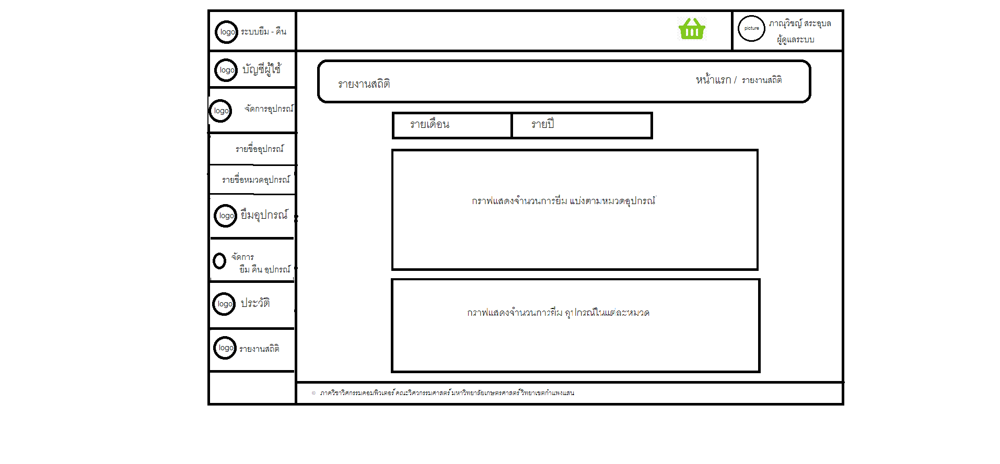 logo ระบบยืม - คืน
picture ภาณุวิชญ์ สระอุบล
ผู้ดูแลระบบ
logo บัญชีผู้ใช้
logo จัดการอุปกรณ์
รายชื่ออุปกรณ์
รายชื่อหมวดอุปกรณ์
logo ยืมอุปกรณ์
จัดการ
ยืม คืน อุปกรณ์
logo ประวัติ
logo รายงานสถิติ
รายงานสถิติ
หน้าแรก / รายงานสถิติ
รายเดือน รายปี
กราฟแสดงจำนวนการยืม แบ่งตามหมวดอุปกรณ์
กราฟแสดงจำนวนการยืม อุปกรณ์ในแต่ละหมวด
© ภาควิชาวิศกรรมคอมพิวเตอร์ คณะวิศวกรรมศาสตร์ มหาวิทยาลัยเกษตรศาสตร์ วิทยาเขตกำแพงแสน